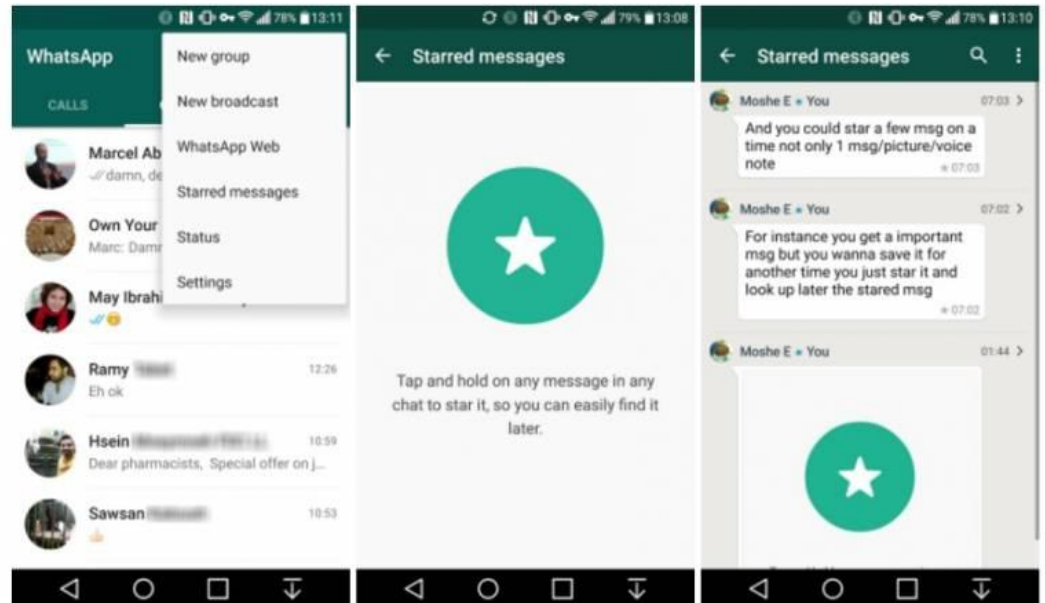 78% 13:11
WhatsApp
CALLS
New group
New broadcast
WhatsApp Web
Starred messages
Status
Settings
Marcel Ab
damn, de
Own Your
Marc: Damn
May Ibrahi
Ramy
12:26
Eh ok
Hsein
10:59
Dear pharmacists, Special offer on j...
Sawsan
10:53
79% 13:08
Starred messages
Tap and hold on any message in any
chat to star it, so you can easily find it
later.
78% 13:10
Starred messages
Moshe E • You 07:03
And you could star a few msg on a
time not only 1 msg/picture/voice
note
07:03
Moshe E • You 07:02
For instance you get a important
msg but you wanna save it for
another time you just star it and
look up later the stared msg
07:02
Moshe E • You 01:44